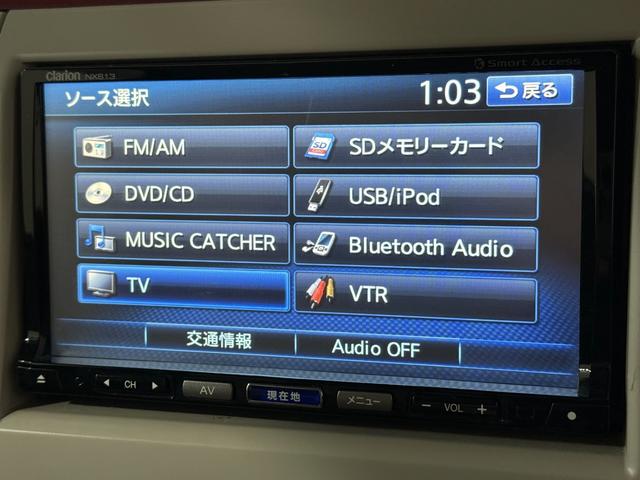 clarion NX613
Smart Access
ソース選択 1:03 戻る
FM/AM SDメモリーカード
DVD/CD USB/iPod
MUSIC CATCHER Bluetooth Audio
TV VTR
交通情報 Audio OFF
CH AV 現在地 メニュー − VOL +